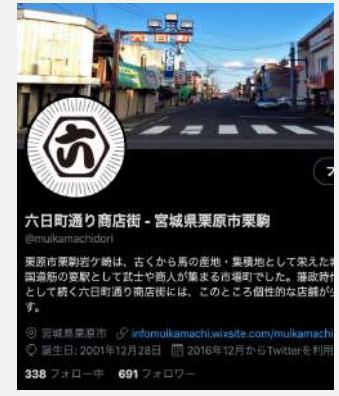 六日町
六
フ
六日町通り商店街 - 宮城県栗原市栗駒
@muikamachidori
栗原市栗駒岩ケ崎は、古くから馬の産地・集積地として栄えた
国道筋の要駅として武士や商人が集まる市場町でした。藩政時
として続く六日町通り商店街には、このところ個性的な店舗が
す。
宮城県栗原市 infomuikamachi.wixsite.com/muikamachi
誕生日: 2001年12月28日 2016年12月からTwitterを利用
338 フォロー中 691 フォロワー